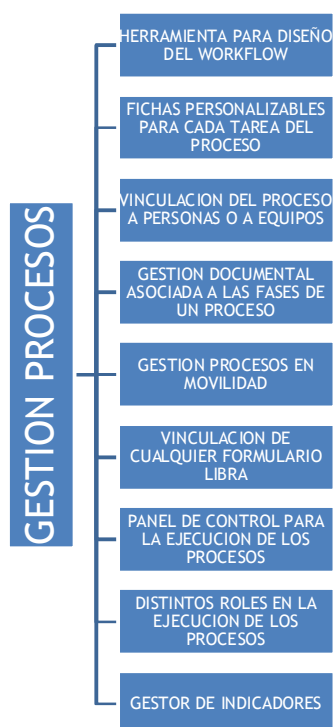 GESTION PROCESOS
HERRAMIENTA PARA DISEÑO
DEL WORKFLOW
FICHAS PERSONALIZABLES
PARA CADA TAREA DEL
PROCESO
VINCULACION DEL PROCESO
A PERSONAS O A EQUIPOS
GESTION DOCUMENTAL
ASOCIADA A LAS FASES DE
UN PROCESO
GESTION PROCESOS EN
MOVILIDAD
VINCULACION DE
CUALQUIER FORMULARIO
LIBRA
PANEL DE CONTROL PARA
LA EJECUCION DE LOS
PROCESOS
DISTINTOS ROLES EN LA
EJECUCION DE LOS
PROCESOS
GESTOR DE INDICADORES